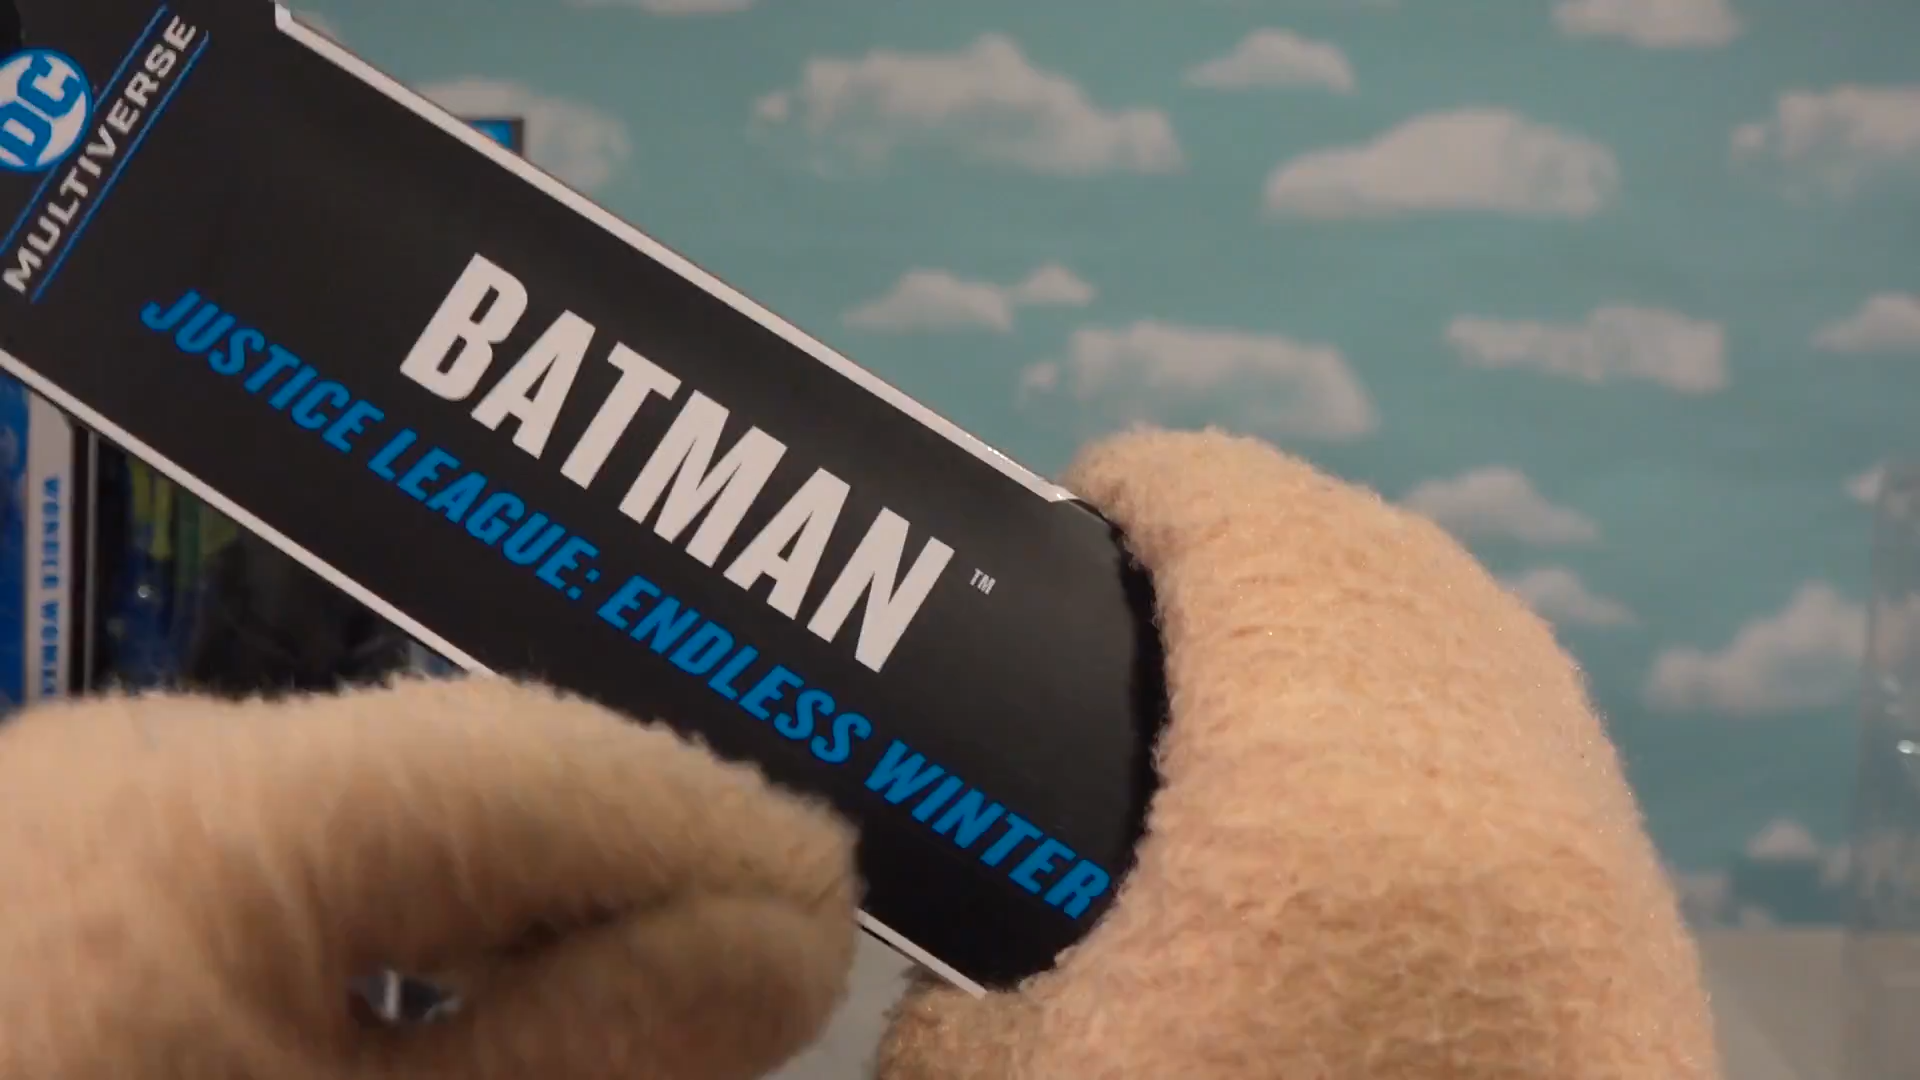 DC
MULTIVERSE
BATMAN™
JUSTICE LEAGUE: ENDLESS WINTER